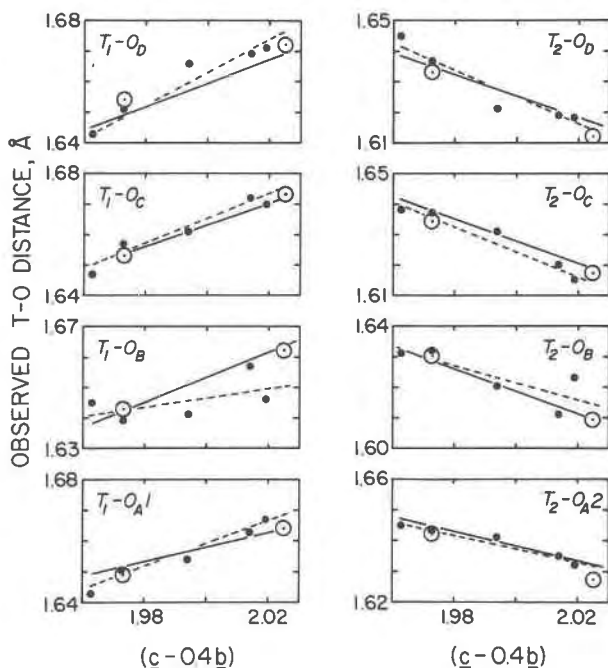 OBSERVED T-O DISTANCE, Å
1.68
1.64
T1-OD
1.65
1.61
T2-OD
1.68
1.64
T1-OC
1.65
1.61
T2-OC
1.67
1.63
T1-OB
1.64
1.60
T2-OB
1.68
1.64
T1-OA1
1.66
1.62
T2-OA2
1.98 2.02
1.98 2.02
(c-0.4b)
(c-0.4b)